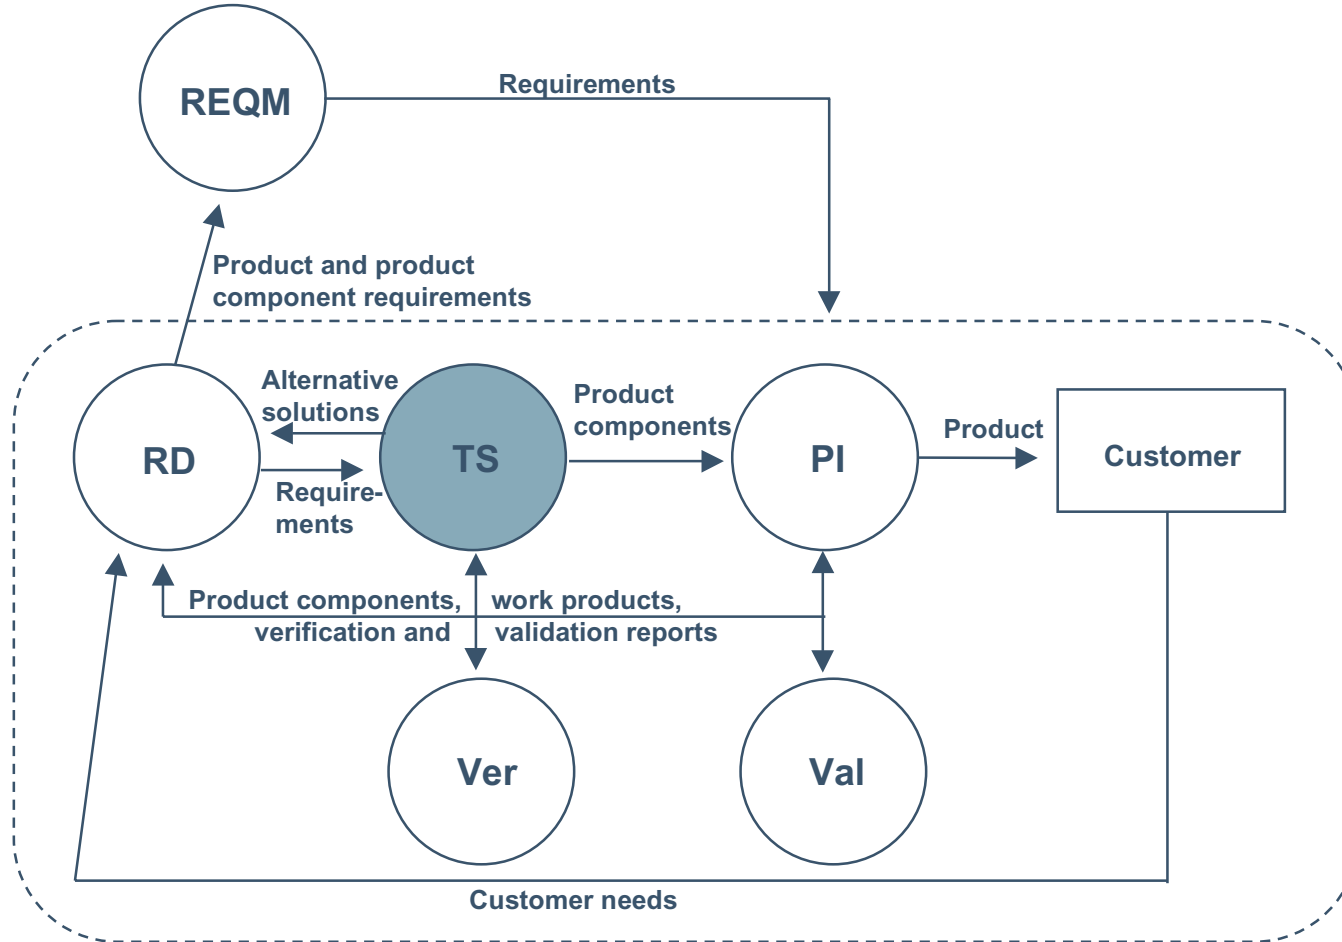 Requirements
REQM
Product and product
component requirements
Alternative
solutions
Product
components
Product
RD
TS
PI
Customer
Require-
ments
Product components,
work products,
verification and
validation reports
Ver
Val
Customer needs